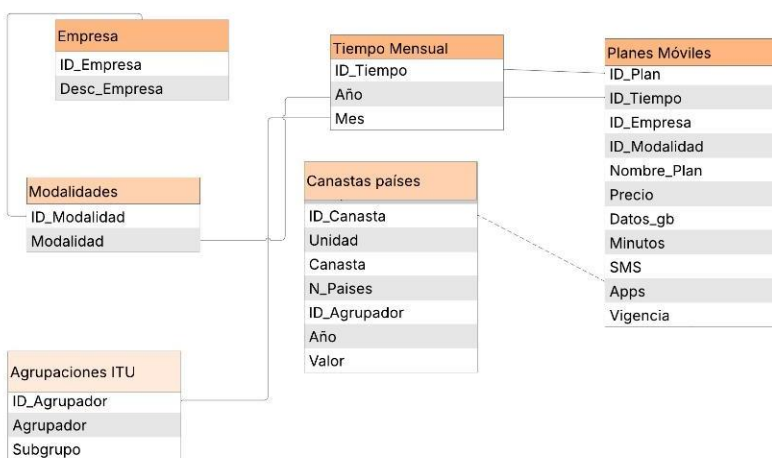 Empresa
ID_Empresa
Desc_Empresa
Tiempo Mensual
ID_Tiempo
Año
Mes
Planes Móviles
ID_Plan
ID_Tiempo
ID_Empresa
ID_Modalidad
Nombre_Plan
Precio
Datos_gb
Minutos
SMS
Apps
Vigencia
Modalidades
ID_Modalidad
Modalidad
Canastas países
ID_Canasta
Unidad
Canasta
N_Paises
ID_Agrupador
Año
Valor
Agrupaciones ITU
ID_Agrupador
Agrupador
Subgrupo